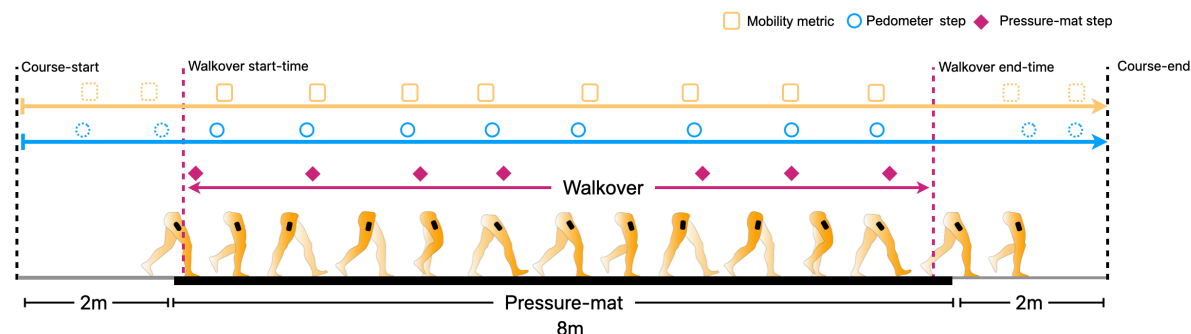 Mobility metric
Pedometer step
Pressure-mat step
Course-start
Walkover start-time
Walkover end-time
Course-end
Walkover
2m
Pressure-mat
2m
8m